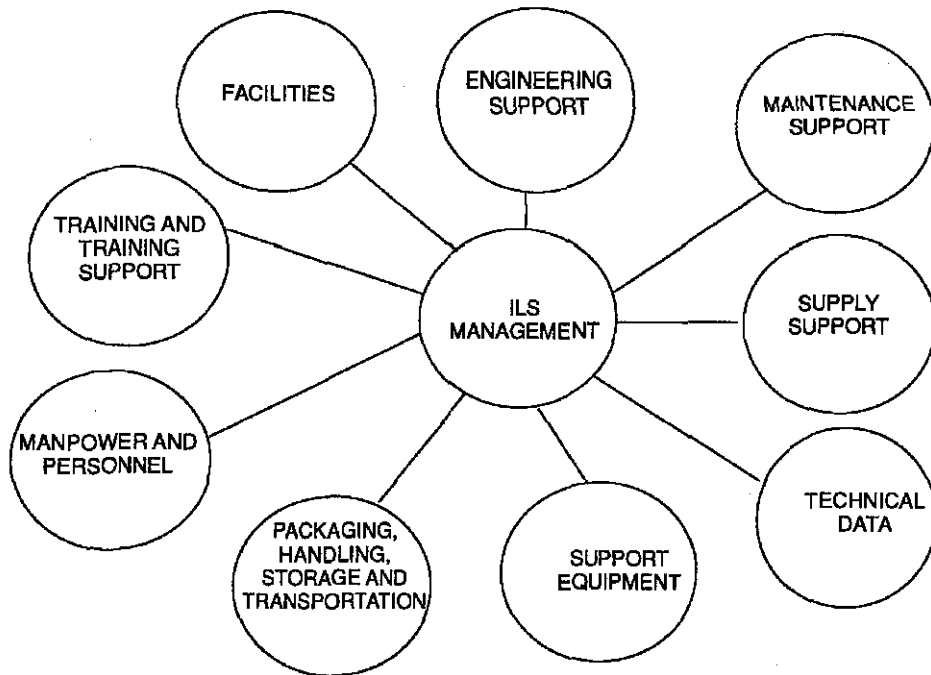 FACILITIES
ENGINEERING
SUPPORT
MAINTENANCE
SUPPORT
TRAINING AND
TRAINING
SUPPORT
ILS
MANAGEMENT
SUPPLY
SUPPORT
MANPOWER AND
PERSONNEL
TECHNICAL
DATA
PACKAGING,
HANDLING,
STORAGE AND
TRANSPORTATION
SUPPORT
EQUIPMENT